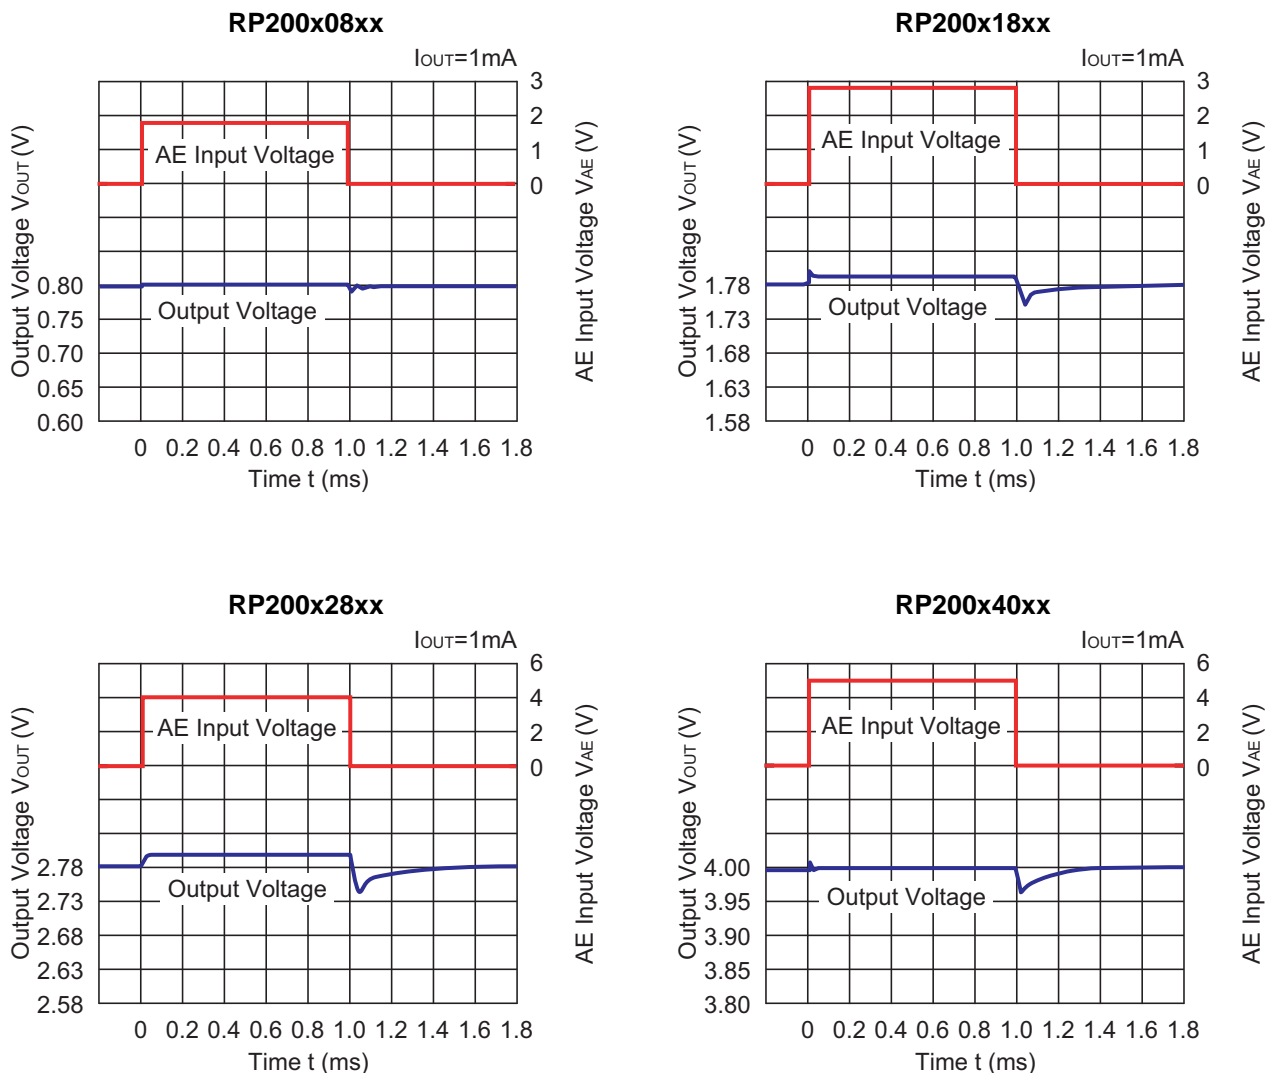 RP200x08xx
IOUT=1mA
Output Voltage VOUT (V)
0.80
0.75
0.70
0.65
0.60
3
2
1
0
AE Input Voltage VAE (V)
AE Input Voltage
Output Voltage
0 0.2 0.4 0.6 0.8 1.0 1.2 1.4 1.6 1.8
Time t (ms)
RP200x18xx
IOUT=1mA
Output Voltage VOUT (V)
1.78
1.73
1.68
1.63
1.58
3
2
1
0
AE Input Voltage VAE (V)
AE Input Voltage
Output Voltage
0 0.2 0.4 0.6 0.8 1.0 1.2 1.4 1.6 1.8
Time t (ms)
RP200x28xx
IOUT=1mA
Output Voltage VOUT (V)
2.78
2.73
2.68
2.63
2.58
6
4
2
0
AE Input Voltage VAE (V)
AE Input Voltage
Output Voltage
0 0.2 0.4 0.6 0.8 1.0 1.2 1.4 1.6 1.8
Time t (ms)
RP200x40xx
IOUT=1mA
Output Voltage VOUT (V)
4.00
3.95
3.90
3.85
3.80
6
4
2
0
AE Input Voltage VAE (V)
AE Input Voltage
Output Voltage
0 0.2 0.4 0.6 0.8 1.0 1.2 1.4 1.6 1.8
Time t (ms)